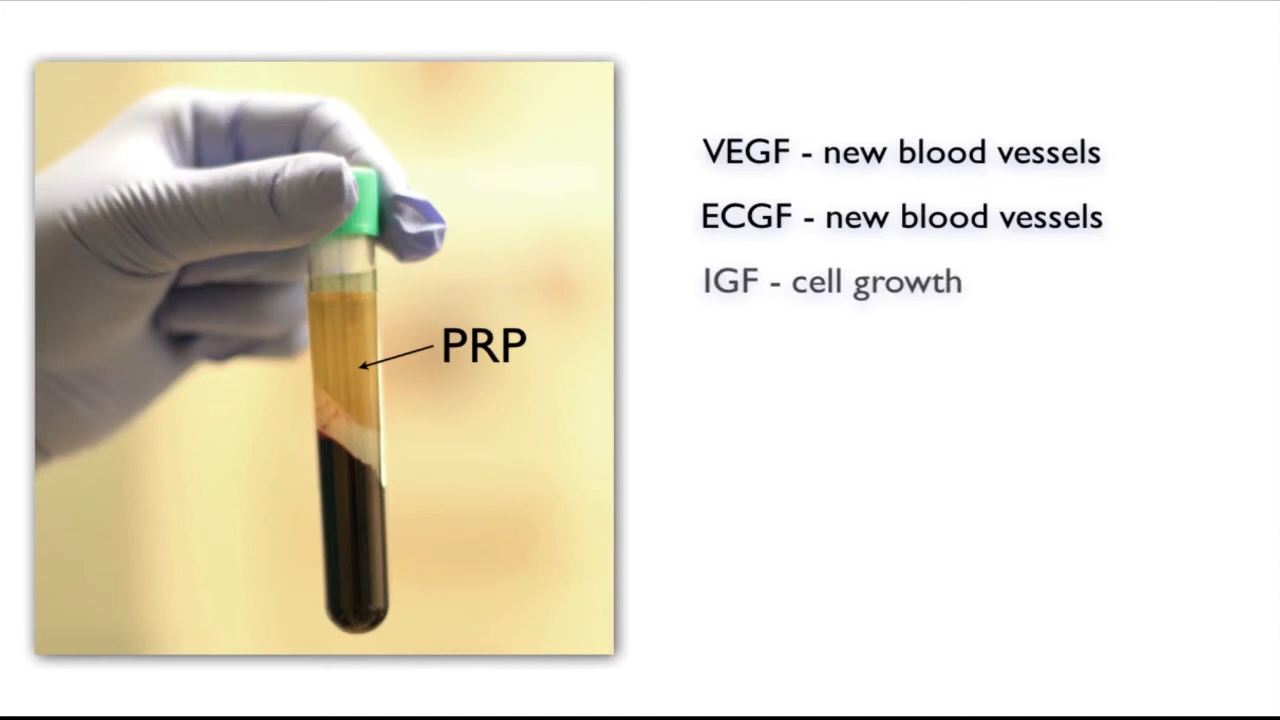 VEGF - new blood vessels
ECGF - new blood vessels
IGF - cell growth
PRP